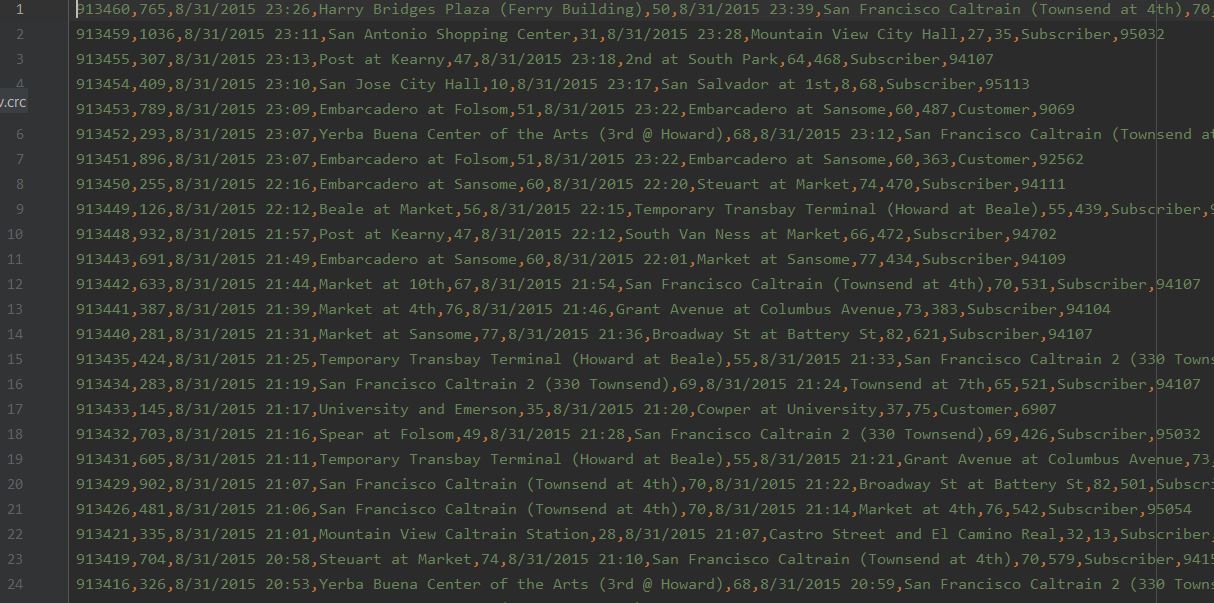 1 913460,765,8/31/2015 23:26,Harry Bridges Plaza (Ferry Building),50,8/31/2015 23:39,San Francisco Caltrain (Townsend at 4th),70,
2 913459,1036,8/31/2015 23:11,San Antonio Shopping Center,31,8/31/2015 23:28,Mountain View City Hall,27,35,Subscriber,95032
3 913455,307,8/31/2015 23:13,Post at Kearny,47,8/31/2015 23:18,2nd at South Park,64,468,Subscriber,94107
4 913454,409,8/31/2015 23:10,San Jose City Hall,10,8/31/2015 23:17,San Salvador at 1st,8,68,Subscriber,95113
v.crc 913453,789,8/31/2015 23:09,Embarcadero at Folsom,51,8/31/2015 23:22,Embarcadero at Sansome,60,487,Customer,9069
6 913452,293,8/31/2015 23:07,Yerba Buena Center of the Arts (3rd @ Howard),68,8/31/2015 23:12,San Francisco Caltrain (Townsend at
7 913451,896,8/31/2015 23:07,Embarcadero at Folsom,51,8/31/2015 23:22,Embarcadero at Sansome,60,363,Customer,92562
8 913450,255,8/31/2015 22:16,Embarcadero at Sansome,60,8/31/2015 22:20,Steuart at Market,74,470,Subscriber,94111
9 913449,126,8/31/2015 22:12,Beale at Market,56,8/31/2015 22:15,Temporary Transbay Terminal (Howard at Beale),55,439,Subscriber,
10 913448,932,8/31/2015 21:57,Post at Kearny,47,8/31/2015 22:12,South Van Ness at Market,66,472,Subscriber,94702
11 913443,691,8/31/2015 21:49,Embarcadero at Sansome,60,8/31/2015 22:01,Market at Sansome,77,434,Subscriber,94109
12 913442,633,8/31/2015 21:44,Market at 10th,67,8/31/2015 21:54,San Francisco Caltrain (Townsend at 4th),70,531,Subscriber,94107
13 913441,387,8/31/2015 21:39,Market at 4th,76,8/31/2015 21:46,Grant Avenue at Columbus Avenue,73,383,Subscriber,94104
14 913440,281,8/31/2015 21:31,Market at Sansome,77,8/31/2015 21:36,Broadway St at Battery St,82,621,Subscriber,94107
15 913435,424,8/31/2015 21:25,Temporary Transbay Terminal (Howard at Beale),55,8/31/2015 21:33,San Francisco Caltrain 2 (330 Towns
16 913434,283,8/31/2015 21:19,San Francisco Caltrain 2 (330 Townsend),69,8/31/2015 21:24,Townsend at 7th,65,521,Subscriber,94107
17 913433,145,8/31/2015 21:17,University and Emerson,35,8/31/2015 21:20,Cowper at University,37,75,Customer,6907
18 913432,703,8/31/2015 21:16,Spear at Folsom,49,8/31/2015 21:28,San Francisco Caltrain 2 (330 Townsend),69,426,Subscriber,95032
19 913431,605,8/31/2015 21:11,Temporary Transbay Terminal (Howard at Beale),55,8/31/2015 21:21,Grant Avenue at Columbus Avenue,73,
20 913429,902,8/31/2015 21:07,San Francisco Caltrain (Townsend at 4th),70,8/31/2015 21:22,Broadway St at Battery St,82,501,Subscr
21 913426,481,8/31/2015 21:06,San Francisco Caltrain (Townsend at 4th),70,8/31/2015 21:14,Market at 4th,76,542,Subscriber,95054
22 913421,335,8/31/2015 21:01,Mountain View Caltrain Station,28,8/31/2015 21:07,Castro Street and El Camino Real,32,13,Subscriber,
23 913419,704,8/31/2015 20:58,Steuart at Market,74,8/31/2015 21:10,San Francisco Caltrain (Townsend at 4th),70,579,Subscriber,9415
24 913416,326,8/31/2015 20:53,Yerba Buena Center of the Arts (3rd @ Howard),68,8/31/2015 20:59,San Francisco Caltrain 2 (330 Towns